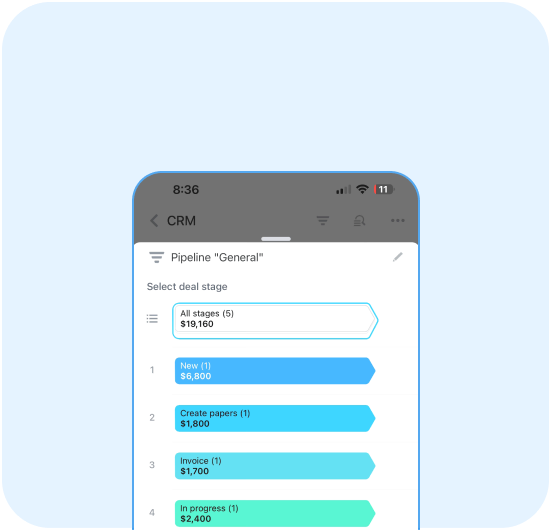 8:36
11
CRM
Pipeline "General"
Select deal stage
All stages (5)
$19,160
1
New (1)
$6,800
2
Create papers (1)
$1,800
3
Invoice (1)
$1,700
4
In progress (1)
$2,400